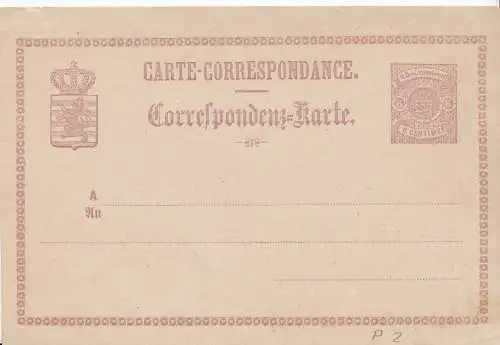 CARTE-CORRESPONDANCE.
Correspondenz-Karte.
A
An
P 2